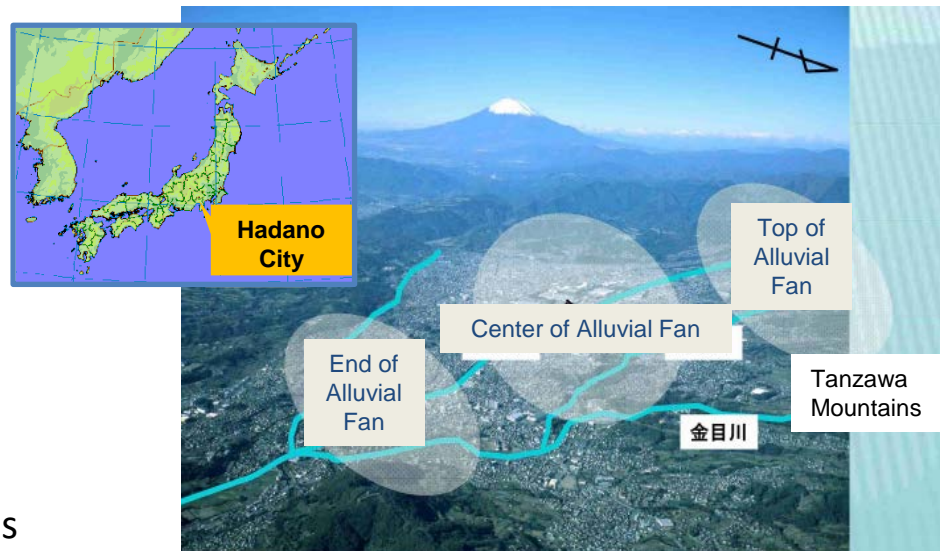 Hadano
City
Top of
Alluvial
Fan
Center of Alluvial Fan
End of
Alluvial
Fan
Tanzawa
Mountains
金目川
s